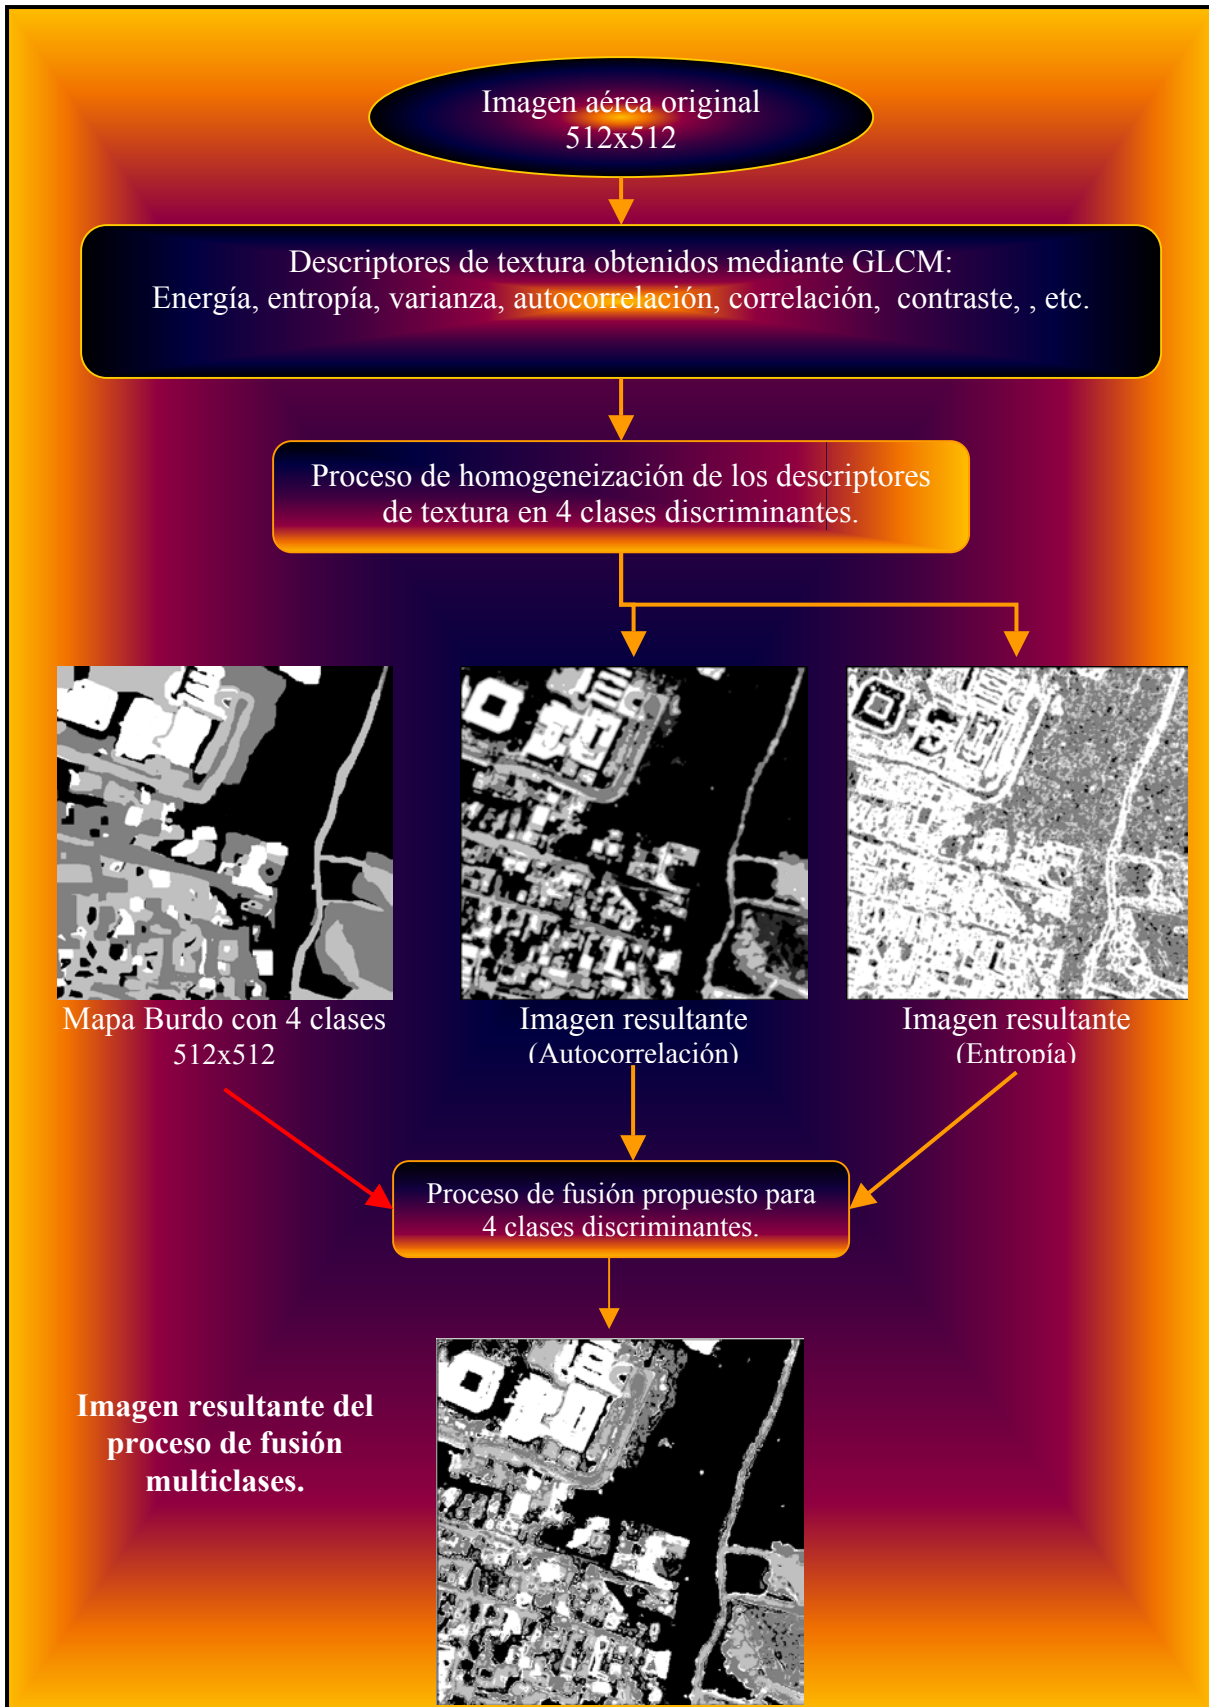 Imagen aérea original
512x512
Descriptores de textura obtenidos mediante GLCM:
Energía, entropía, varianza, autocorrelación, correlación, contraste, , etc.
Proceso de homogeneización de los descriptores
de textura en 4 clases discriminantes.
Mapa Burdo con 4 clases
512x512
Imagen resultante
(Autocorrelación)
Imagen resultante
(Entropía)
Proceso de fusión propuesto para
4 clases discriminantes.
Imagen resultante del
proceso de fusión
multiclases.